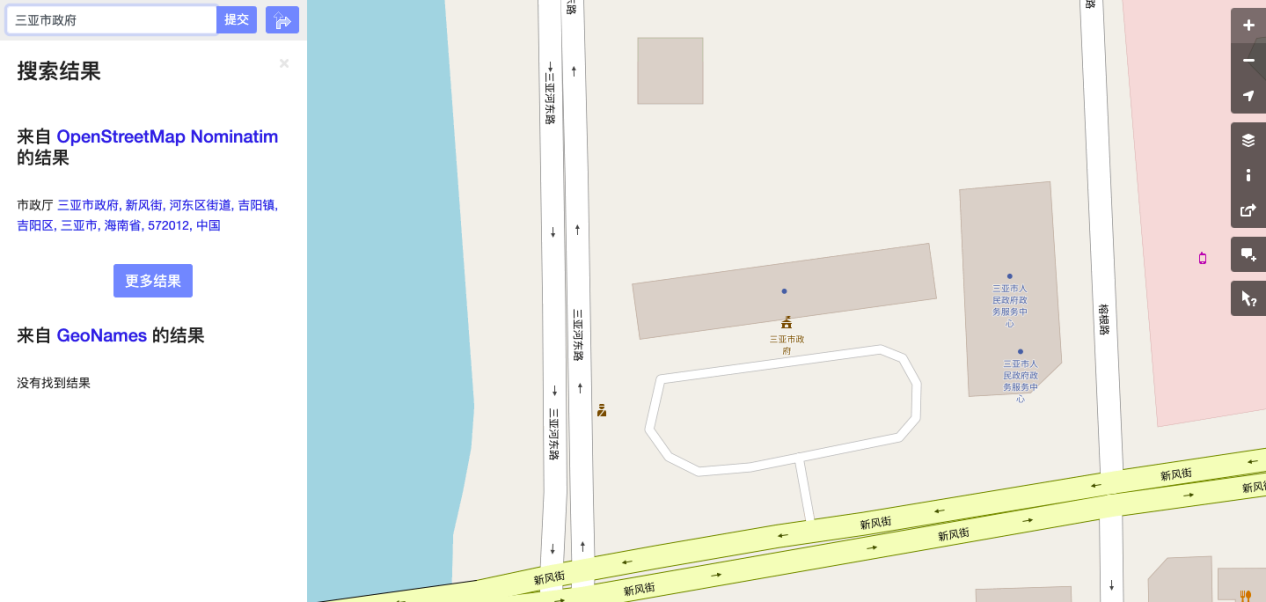 三亚市政府
提交
搜索结果
×
来自 OpenStreetMap Nominatim
的结果
市政厅 三亚市政府, 新风街, 河东区街道, 吉阳镇,
吉阳区, 三亚市, 海南省, 572012, 中国
更多结果
来自 GeoNames 的结果
没有找到结果
东路
路
三亚河东路
三亚市人
民政府政
务服务中
心
三亚河东路
榕根路
三亚市政
府
三亚市人
民政府政
务服务中
心
三亚河东路
新风街
新风街
新风街
新风街
新风街
新风街